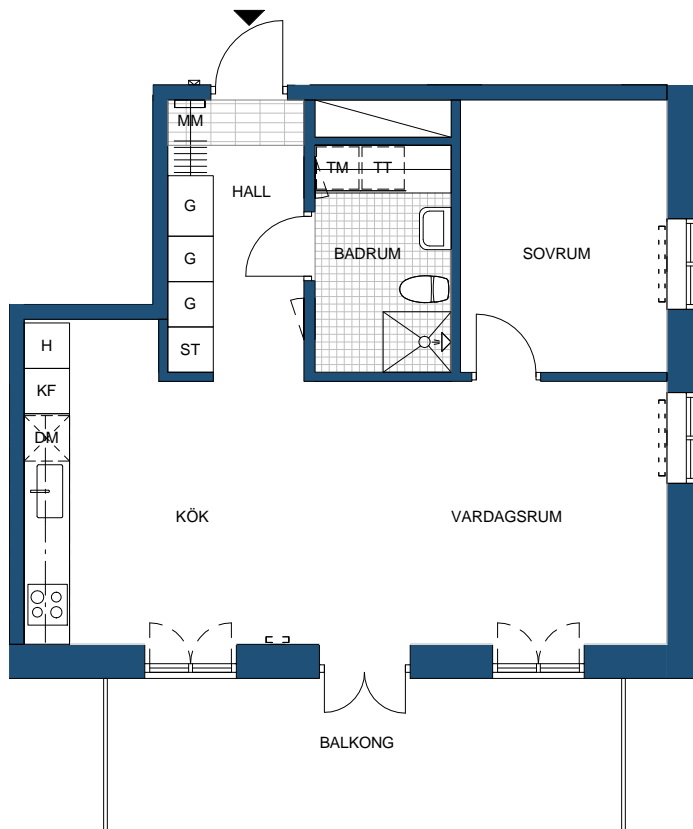 MM
TM TT
HALL
G
BADRUM
SOVRUM
G
G
H
ST
KF
DM
KÖK
VARDAGSRUM
BALKONG